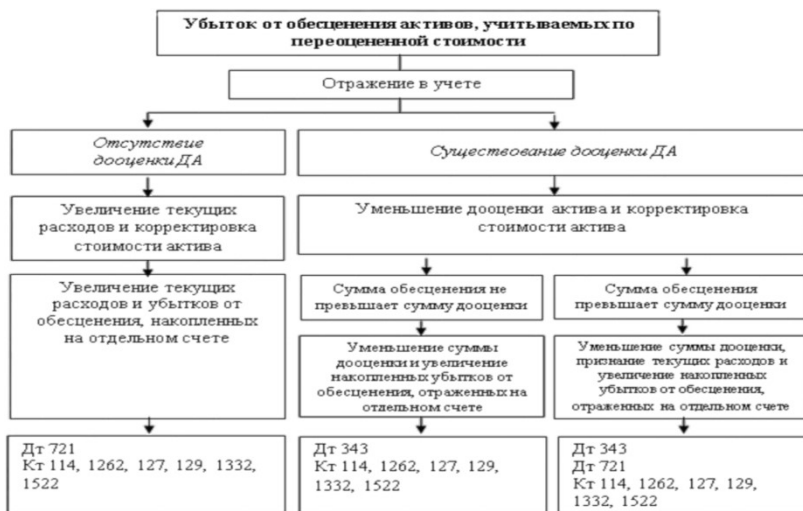 Убыток от обесценения активов, учитываемых по
переоцененной стоимости
Отражение в учете
Отсутствие
дооценки ДА
Существование дооценки ДА
Увеличение текущих
расходов и корректировка
стоимости актива
Уменьшение дооценки актива и корректировка
стоимости актива
Увеличение текущих
расходов и убытков от
обесценения, накопленных
на отдельном счете
Сумма обесценения не
превышает сумму дооценки
Сумма обесценения
превышает сумму дооценки
Уменьшение суммы
дооценки и увеличение
накопленных убытков от
обесценения, отраженных на
отдельном счете
Уменьшение суммы дооценки,
признание текущих расходов и
увеличение накопленных
убытков от обесценения,
отраженных на отдельном счете
Дт 721
Кт 114, 1262, 127, 129, 1332,
1522
Дт 343
Кт 114, 1262, 127, 129,
1332, 1522
Дт 343
Дт 721
Кт 114, 1262, 127, 129,
1332, 1522